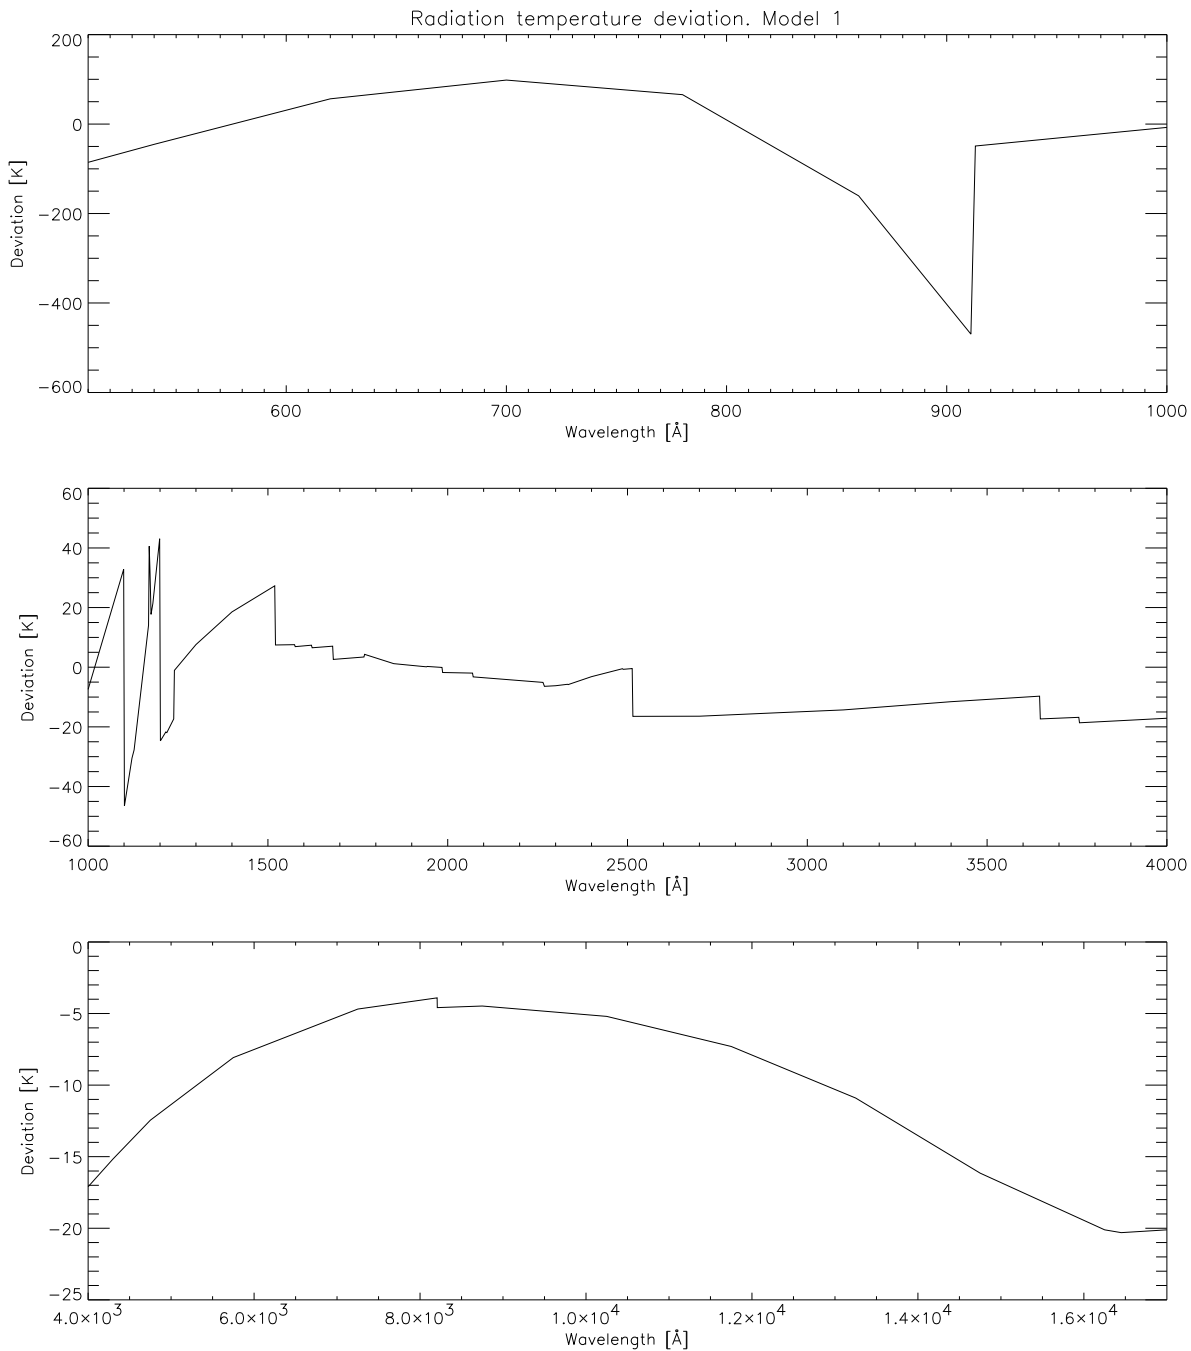 Radiation temperature deviation. Model 1
200
0
−200
−400
−600
Deviation [K]
600 700 800 900 1000
Wavelength [Å]
60
40
20
0
−20
−40
−60
Deviation [K]
1000 1500 2000 2500 3000 3500 4000
Wavelength [Å]
0
−5
−10
−15
−20
−25
Deviation [K]
4.0×10³ 6.0×10³ 8.0×10³ 1.0×10⁴ 1.2×10⁴ 1.4×10⁴ 1.6×10⁴
Wavelength [Å]